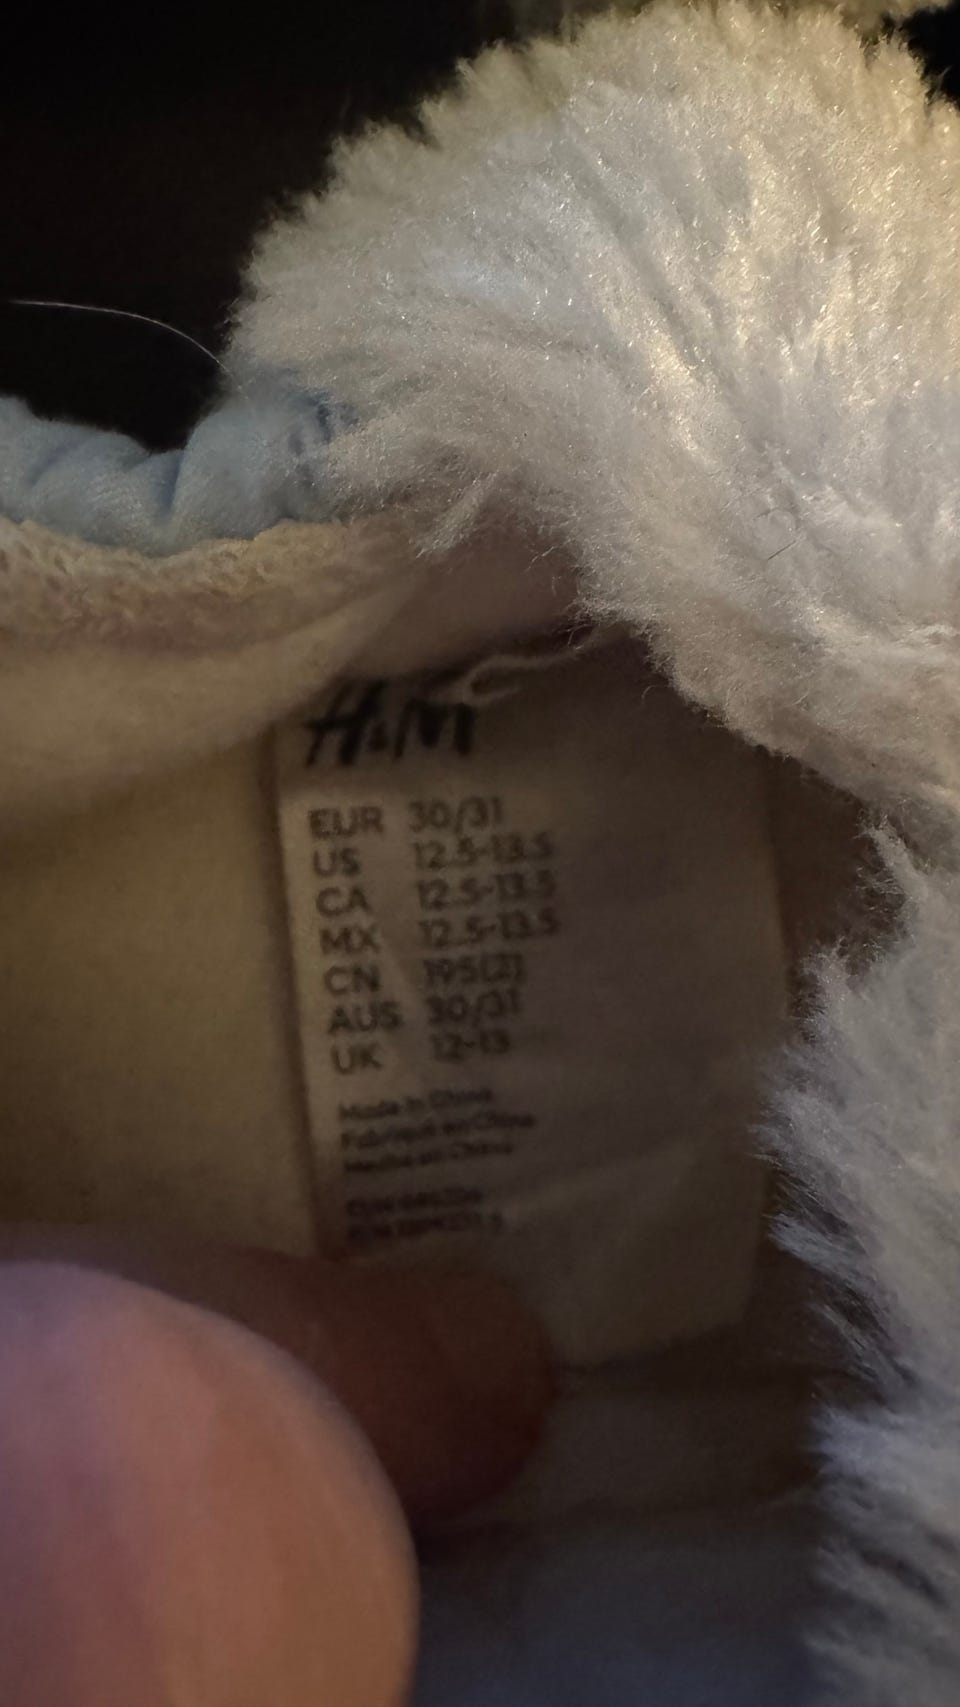 H&M
EUR 30/31
US 12.5-13.5
CA 12.5-13.5
MX 12.5-13.5
CN 195(2)
AUS 30/31
UK 12-13
Made in China
Fabriqué en China
Hecho en China